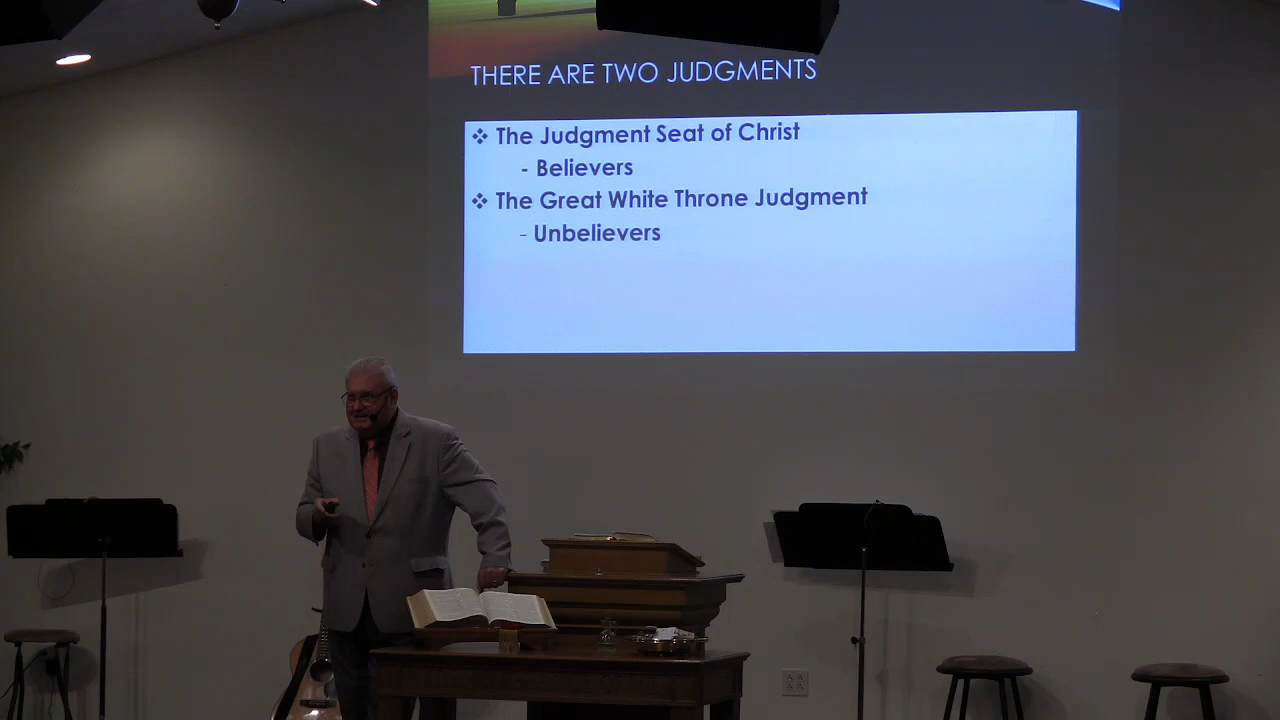 THERE ARE TWO JUDGMENTS
❖ The Judgment Seat of Christ
- Believers
❖ The Great White Throne Judgment
- Unbelievers